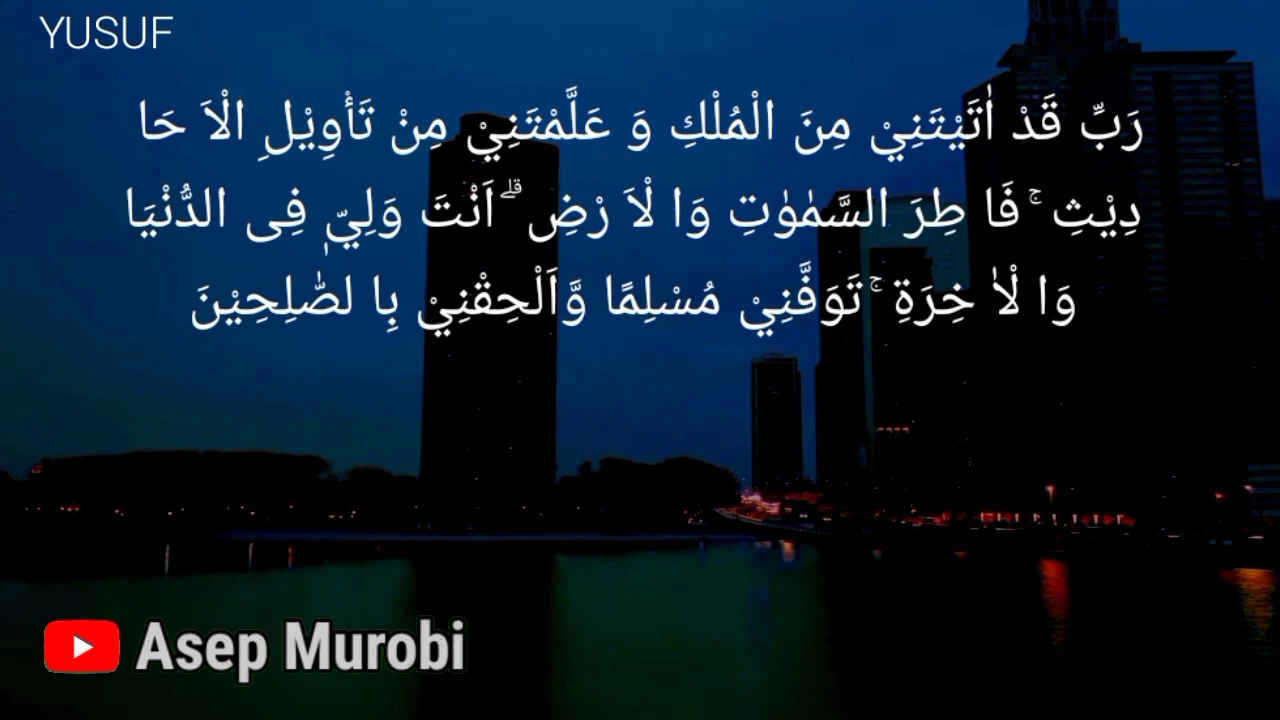 YUSUF
رَبِّ قَدْ اٰتَيْتَنِيْ مِنَ الْمُلْكِ وَ عَلَّمْتَنِيْ مِنْ تَأْوِيْلِ الْاَ حَا
دِيْثِ ۚ فَا طِرَ السَّمٰوٰتِ وَا لْاَ رْضِ ۗ اَنْتَ وَلِيّٖ فِى الدُّنْيَا
وَا لْاٰ خِرَةِ ۚ تَوَفَّنِيْ مُسْلِمًا وَّاَلْحِقْنِيْ بِا لصّٰلِحِيْنَ
Asep Murobi